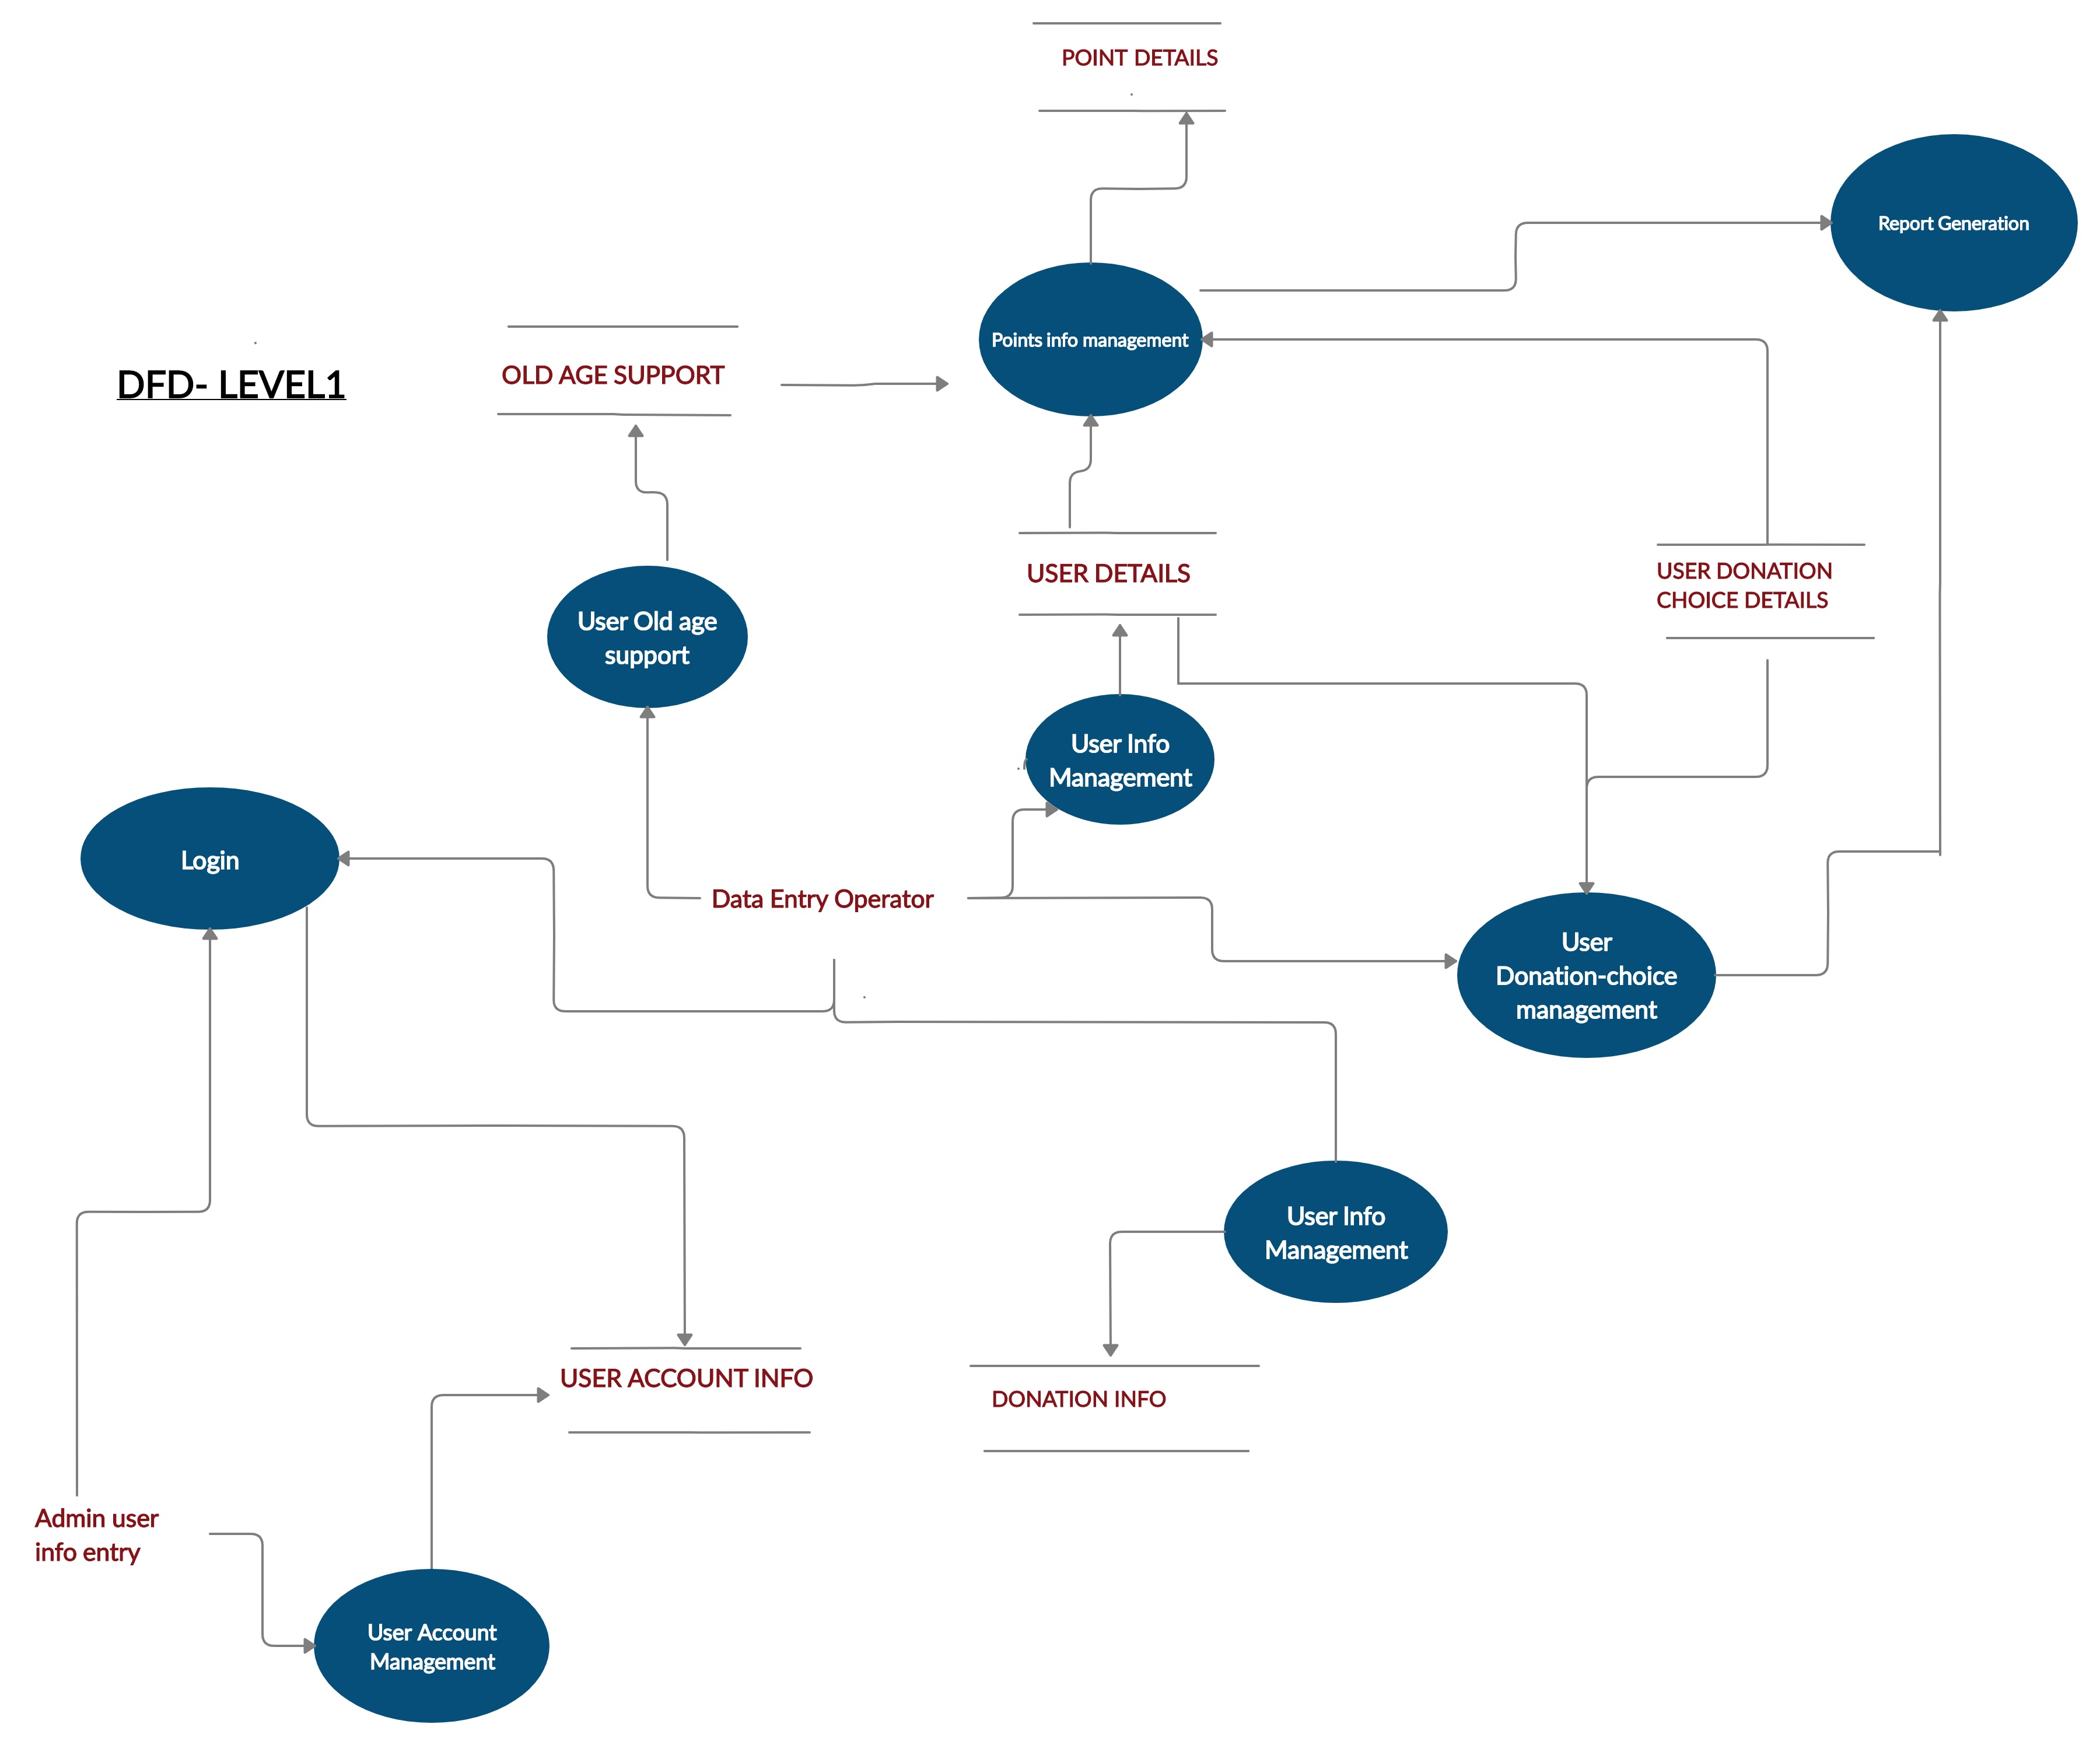 POINT DETAILS
Report Generation
Points info management
DFD- LEVEL1
OLD AGE SUPPORT
USER DETAILS
USER DONATION
CHOICE DETAILS
User Old age
support
User Info
Management
Login
Data Entry Operator
User
Donation-choice
management
User Info
Management
USER ACCOUNT INFO
DONATION INFO
Admin user
info entry
User Account
Management